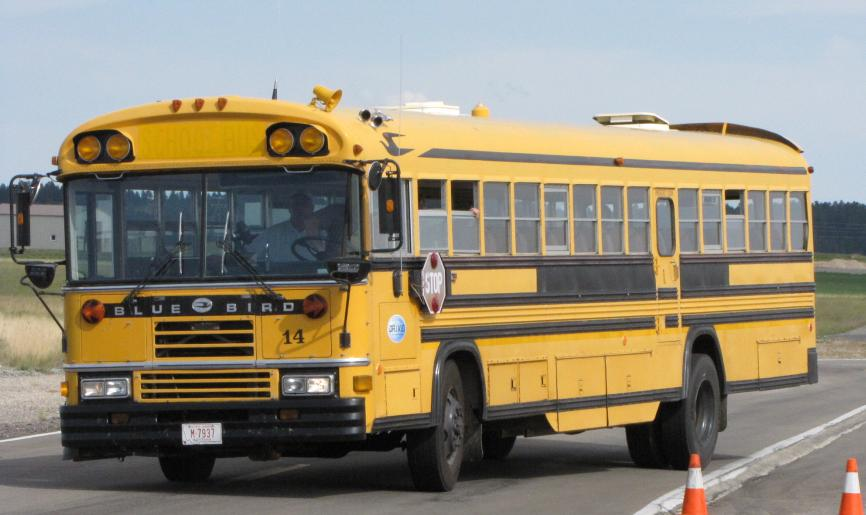 BLUE BIRD
14
STOP
M-7937